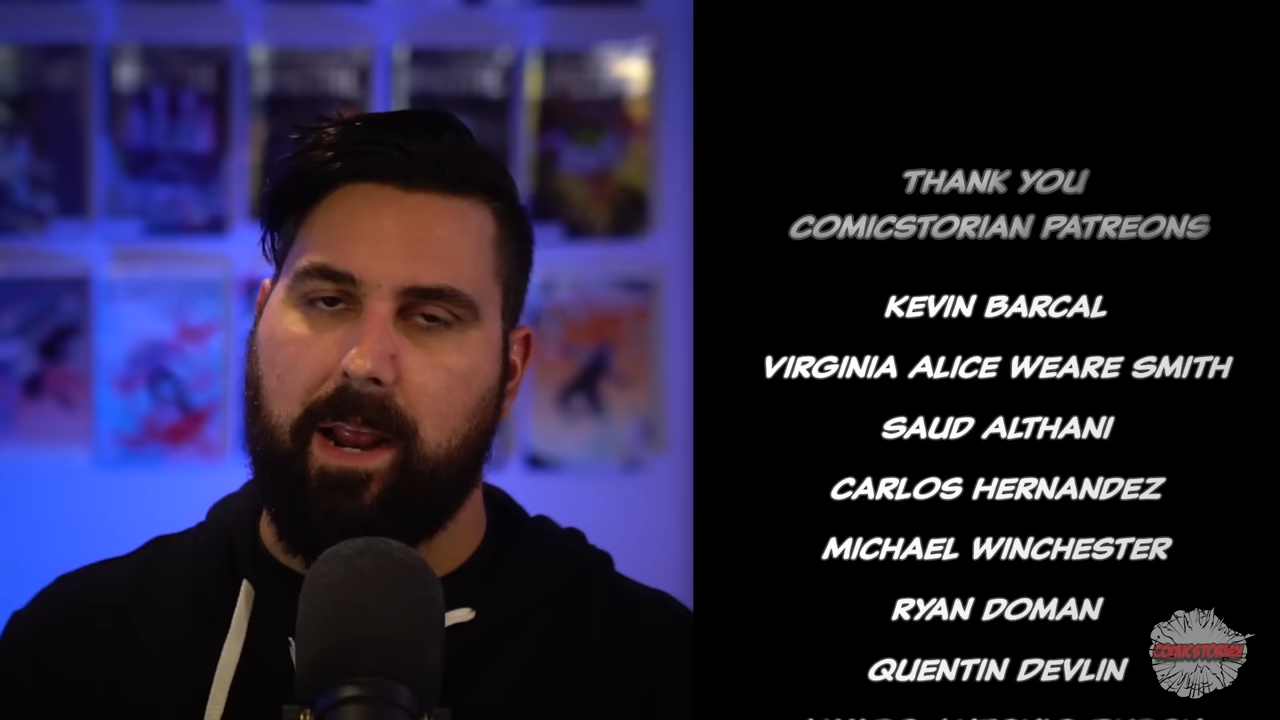 THANK YOU
COMICSTORIAN PATREONS
KEVIN BARCAL
VIRGINIA ALICE WEARE SMITH
SAUD ALTHANI
CARLOS HERNANDEZ
MICHAEL WINCHESTER
RYAN DOMAN
QUENTIN DEVLIN
COMICSTORIAN